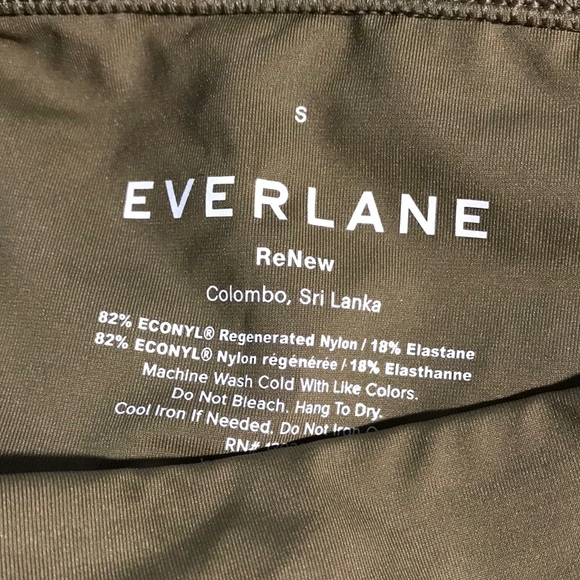 S
EVERLANE
ReNew
Colombo, Sri Lanka
82% ECONYL® Regenerated Nylon / 18% Elastane
82% ECONYL® Nylon régénérée / 18% Elasthanne
Machine Wash Cold With Like Colors.
Do Not Bleach. Hang To Dry.
Cool Iron If Needed. Do Not Iron
RN#